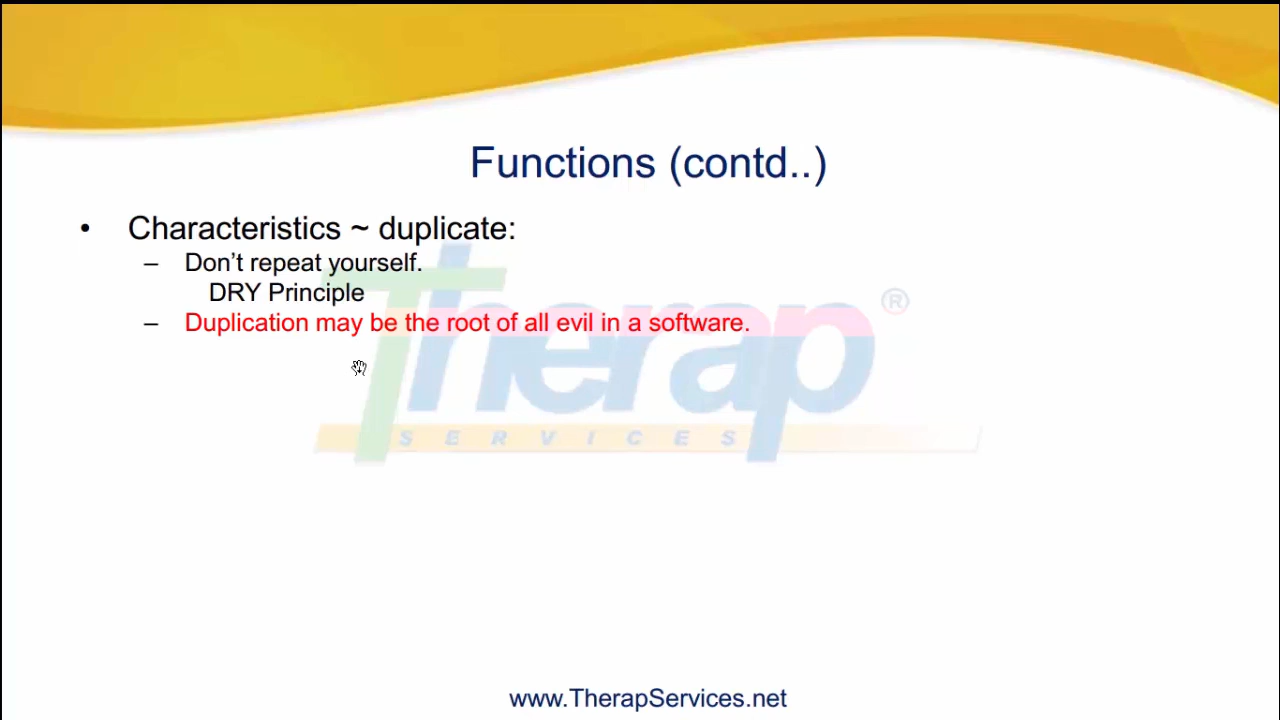 Functions (contd..)
• Characteristics ~ duplicate:
– Don’t repeat yourself.
DRY Principle
– Duplication may be the root of all evil in a software.
Therap ®
SERVICES
www.TherapServices.net